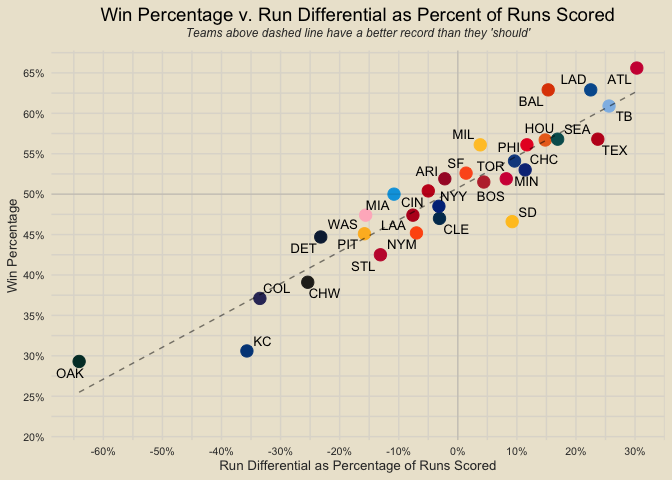 Win Percentage v. Run Differential as Percent of Runs Scored
Teams above dashed line have a better record than they 'should'
Win Percentage
65%
60%
55%
50%
45%
40%
35%
30%
25%
20%
LAD
ATL
BAL
TB
HOU
SEA
MIL
PHI
TEX
CHC
SF
TOR
ARI
MIN
BOS
NYY
CIN
MIA
SD
WAS
LAA
CLE
PIT
NYM
DET
STL
COL
CHW
KC
OAK
-60%
-50%
-40%
-30%
-20%
-10%
0%
10%
20%
30%
Run Differential as Percentage of Runs Scored